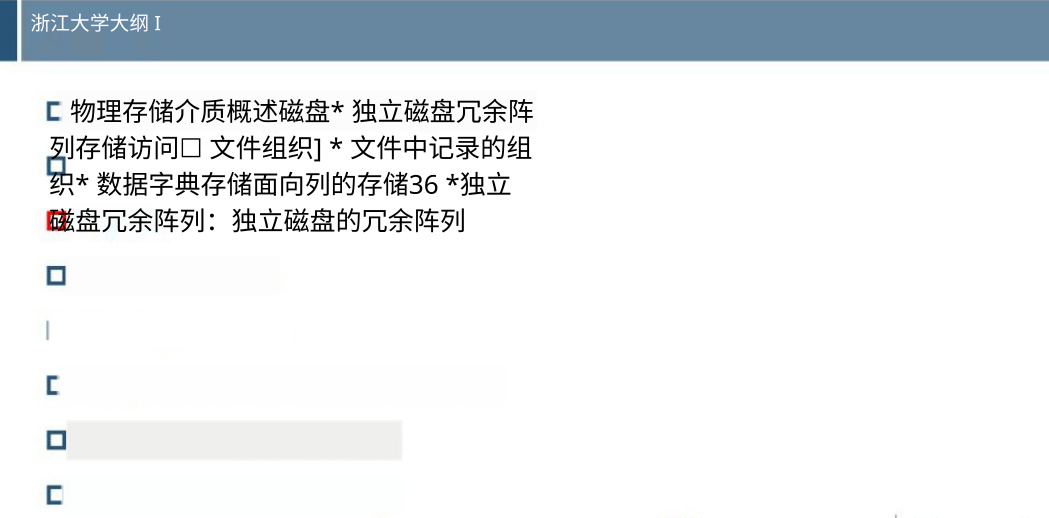 浙江大学大纲 I
物理存储介质概述磁盘* 独立磁盘冗余阵
列存储访问□ 文件组织] * 文件中记录的组
织* 数据字典存储面向列的存储36 *独立
磁盘冗余阵列：独立磁盘的冗余阵列